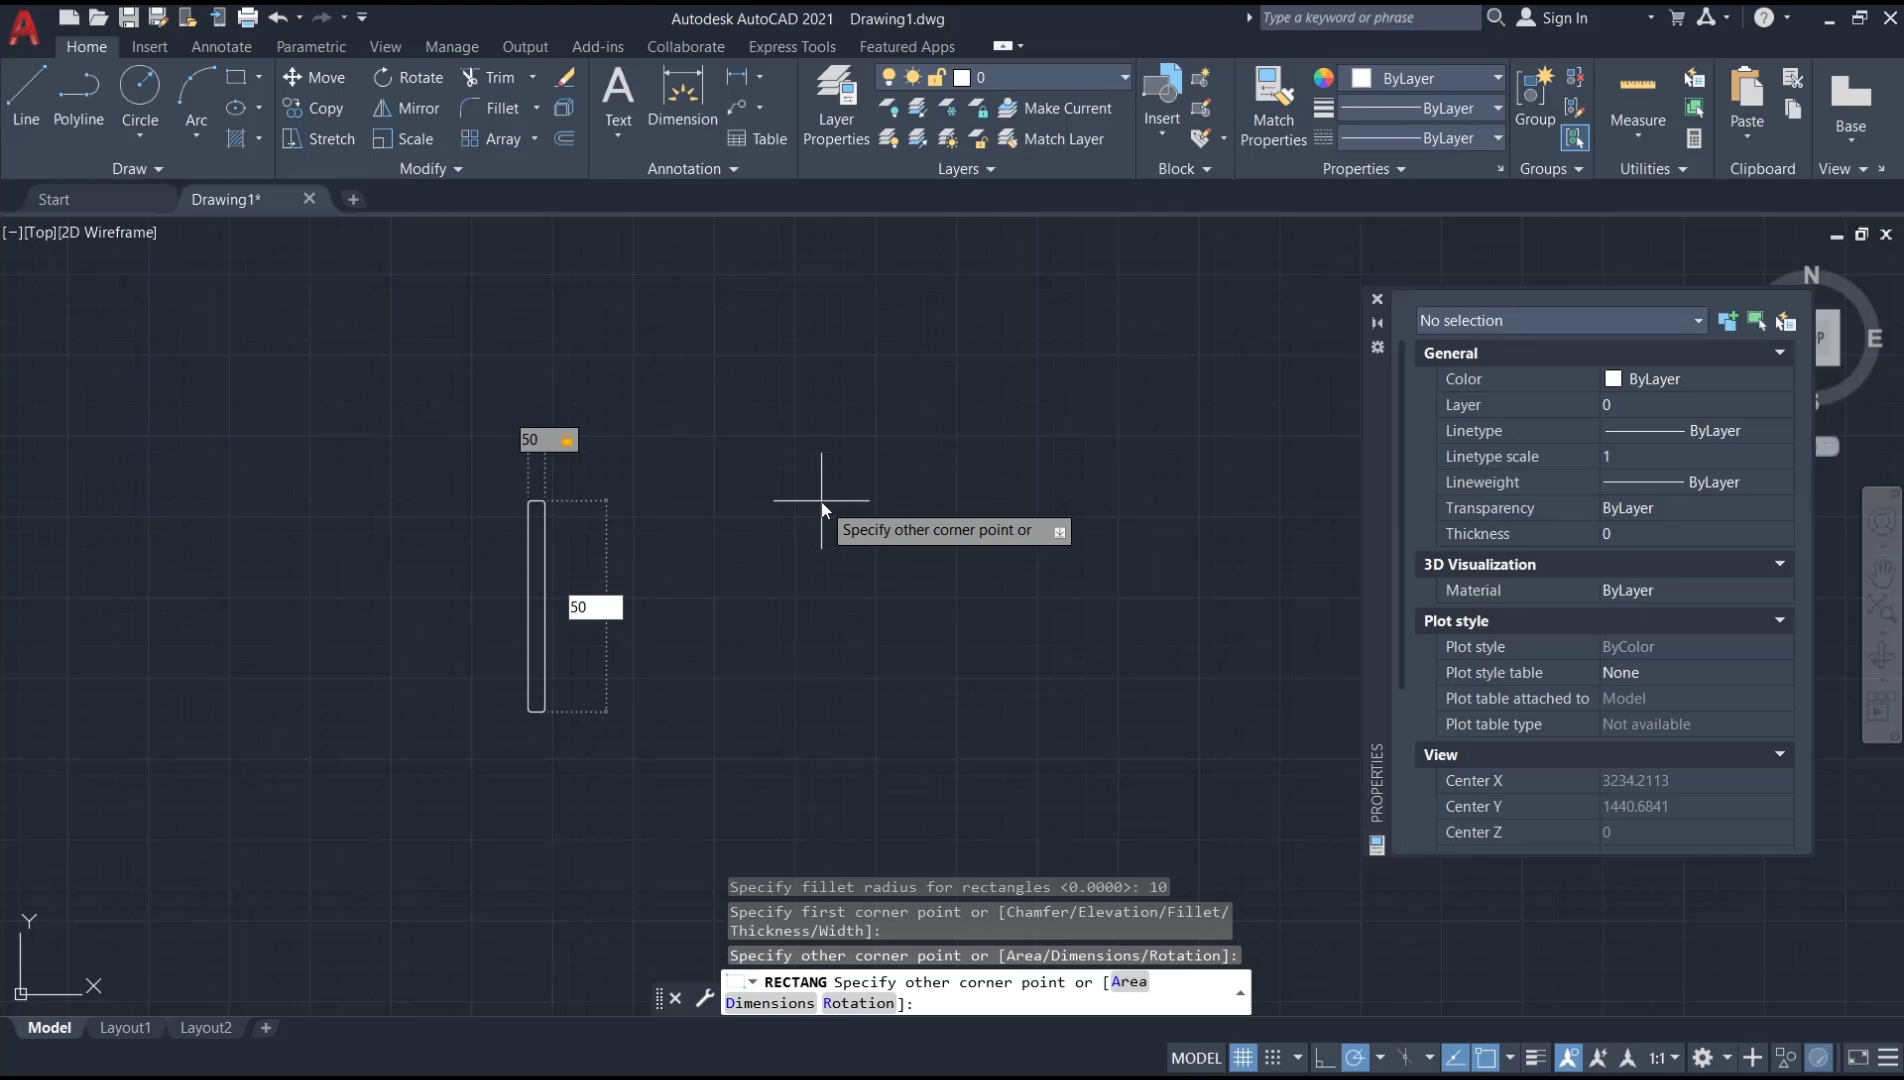 Autodesk AutoCAD 2021 Drawing1.dwg
Type a keyword or phrase
Sign In
Home Insert Annotate Parametric View Manage Output Add-ins Collaborate Express Tools Featured Apps
Move Rotate Trim
Copy Mirror Fillet
Stretch Scale Array
Line Polyline Circle Arc
Text Dimension
Table
Layer
Properties
0
Make Current
Match Layer
Insert
Match
Properties
ByLayer
ByLayer
ByLayer
Group
Measure
Paste
Base
Draw Modify Annotation Layers Block Properties Groups Utilities Clipboard View
Start Drawing1*
[−][Top][2D Wireframe]
N
E
P
50
50
Specify other corner point or
No selection
General
Color ByLayer
Layer 0
Linetype ByLayer
Linetype scale 1
Lineweight ByLayer
Transparency ByLayer
Thickness 0
3D Visualization
Material ByLayer
Plot style
Plot style ByColor
Plot style table None
Plot table attached to Model
Plot table type Not available
View
Center X 3234.2113
Center Y 1440.6841
Center Z 0
PROPERTIES
Specify fillet radius for rectangles <0.0000>: 10
Specify first corner point or [Chamfer/Elevation/Fillet/
Thickness/Width]:
Specify other corner point or [Area/Dimensions/Rotation]:
RECTANG Specify other corner point or [Area
Dimensions Rotation]:
Y
X
Model Layout1 Layout2
MODEL 1:1